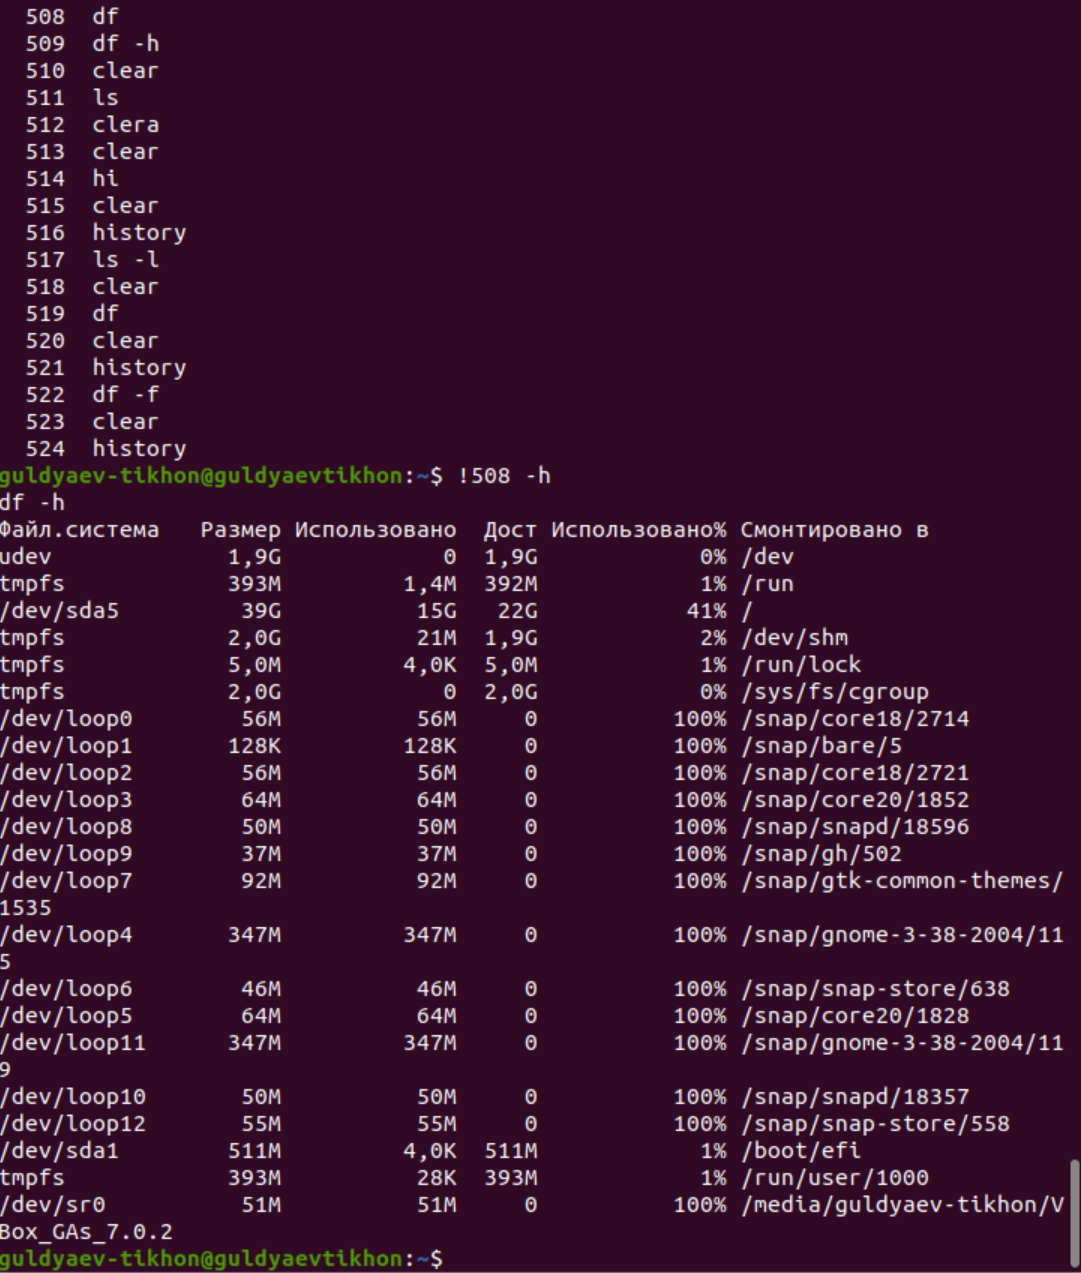 508 df
509 df -h
510 clear
511 ls
512 clera
513 clear
514 hi
515 clear
516 history
517 ls -l
518 clear
519 df
520 clear
521 history
522 df -f
523 clear
524 history
guldyaev-tikhon@guldyaevtikhon:~$ !508 -h
df -h
Файл.система Размер Использовано Дост Использовано% Смонтировано в
udev 1,9G 0 1,9G 0% /dev
tmpfs 393M 1,4M 392M 1% /run
/dev/sda5 39G 15G 22G 41% /
tmpfs 2,0G 21M 1,9G 2% /dev/shm
tmpfs 5,0M 4,0K 5,0M 1% /run/lock
tmpfs 2,0G 0 2,0G 0% /sys/fs/cgroup
/dev/loop0 56M 56M 0 100% /snap/core18/2714
/dev/loop1 128K 128K 0 100% /snap/bare/5
/dev/loop2 56M 56M 0 100% /snap/core18/2721
/dev/loop3 64M 64M 0 100% /snap/core20/1852
/dev/loop8 50M 50M 0 100% /snap/snapd/18596
/dev/loop9 37M 37M 0 100% /snap/gh/502
/dev/loop7 92M 92M 0 100% /snap/gtk-common-themes/
1535
/dev/loop4 347M 347M 0 100% /snap/gnome-3-38-2004/11
5
/dev/loop6 46M 46M 0 100% /snap/snap-store/638
/dev/loop5 64M 64M 0 100% /snap/core20/1828
/dev/loop11 347M 347M 0 100% /snap/gnome-3-38-2004/11
9
/dev/loop10 50M 50M 0 100% /snap/snapd/18357
/dev/loop12 55M 55M 0 100% /snap/snap-store/558
/dev/sda1 511M 4,0K 511M 1% /boot/efi
tmpfs 393M 28K 393M 1% /run/user/1000
/dev/sr0 51M 51M 0 100% /media/guldyaev-tikhon/V
Box_GAs_7.0.2
guldyaev-tikhon@guldyaevtikhon:~$